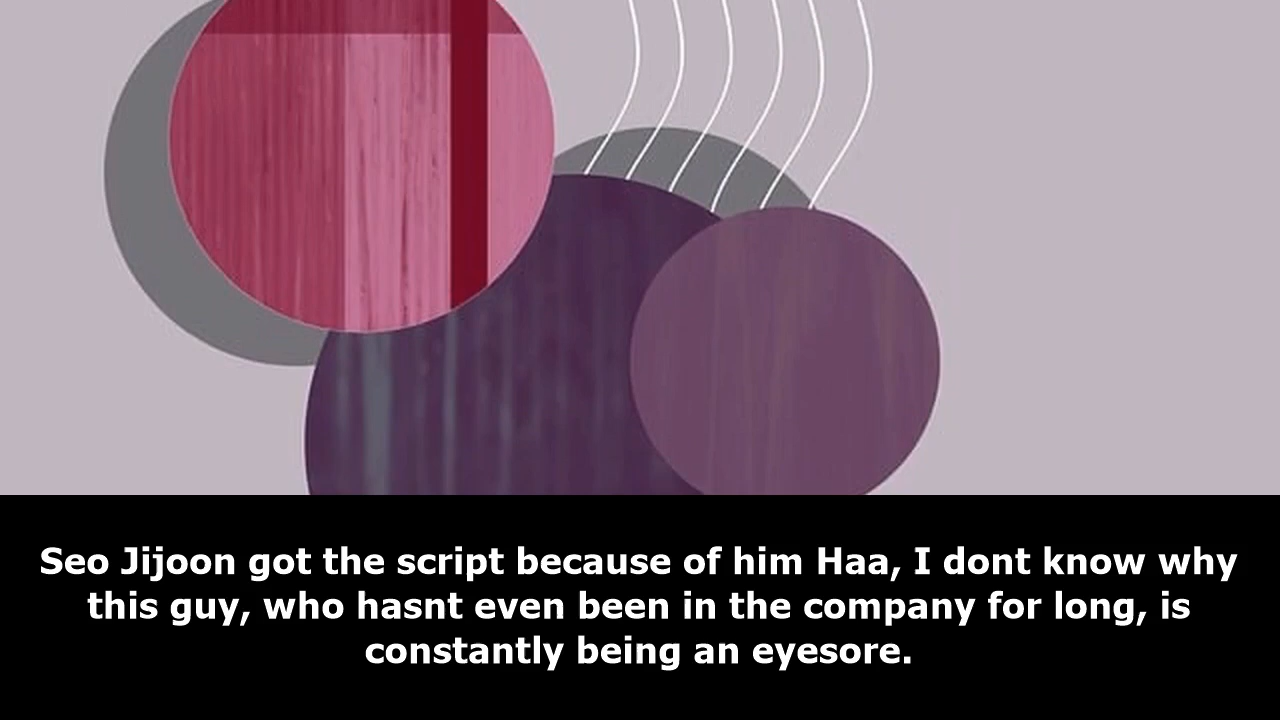 Seo Jijoon got the script because of him Haa, I dont know why
this guy, who hasnt even been in the company for long, is
constantly being an eyesore.